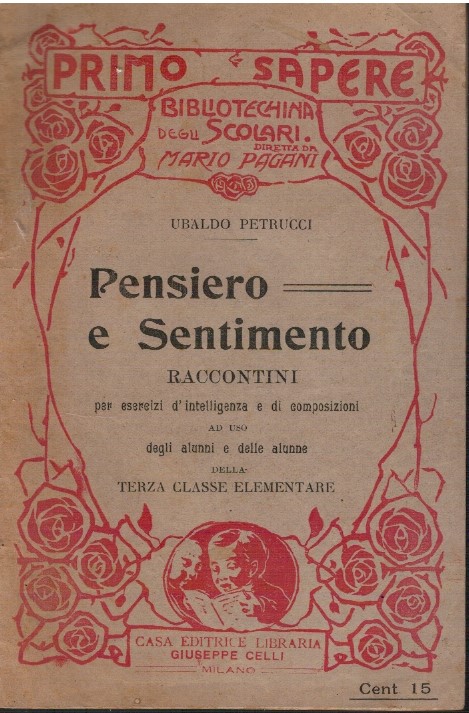 PRIMO SAPERE
BIBLIOTECHINA
DEGLI SCOLARI.
DIRETTA DA
MARIO PAGANI
UBALDO PETRUCCI
Pensiero
e Sentimento
RACCONTINI
per esercizi d'intelligenza e di composizioni
AD USO
degli alunni e delle alunne
DELLA
TERZA CLASSE ELEMENTARE
CASA EDITRICE LIBRARIA
GIUSEPPE CELLI
MILANO
Cent 15